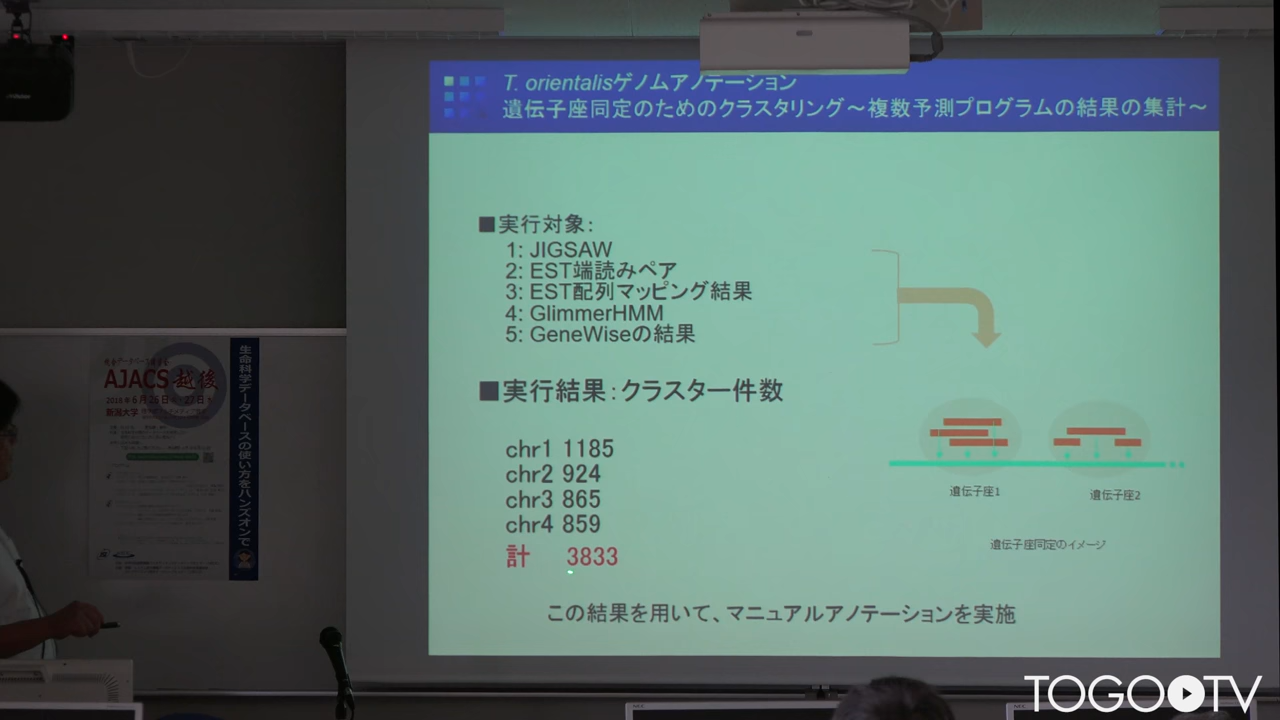 T. orientalisゲノムアノテーション
遺伝子座同定のためのクラスタリング～複数予測プログラムの結果の集計～
■実行対象:
1: JIGSAW
2: EST端読みペア
3: EST配列マッピング結果
4: GlimmerHMM
5: GeneWiseの結果
■実行結果:クラスター件数
chr1 1185
chr2 924
chr3 865
chr4 859
計 3833
遺伝子座1
遺伝子座2
遺伝子座同定のイメージ
この結果を用いて、マニュアルアノテーションを実施
AJACS越後
新潟大学
生命科学データベースの使い方をハンズオンで
TOGOTV